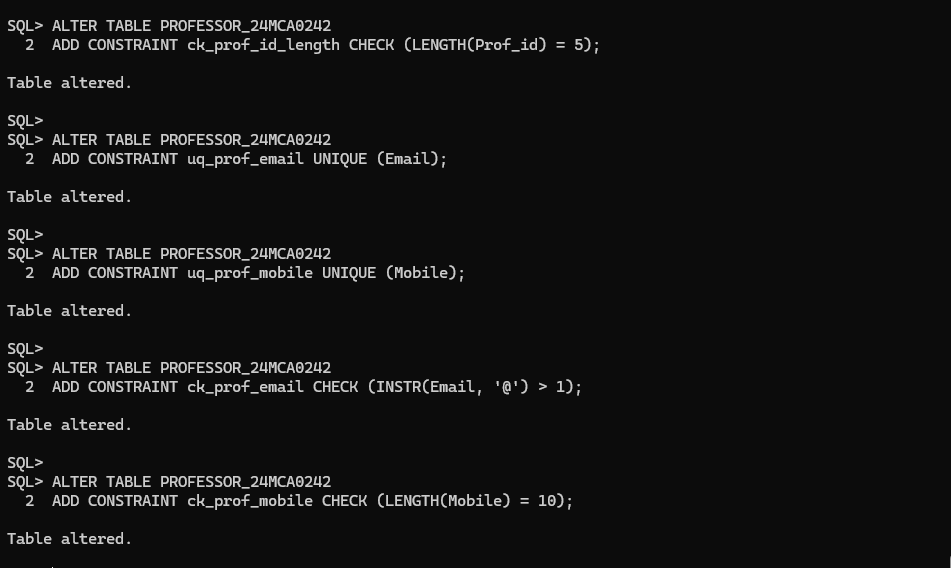 SQL> ALTER TABLE PROFESSOR_24MCA0242
2 ADD CONSTRAINT ck_prof_id_length CHECK (LENGTH(Prof_id) = 5);
Table altered.
SQL>
SQL> ALTER TABLE PROFESSOR_24MCA0242
2 ADD CONSTRAINT uq_prof_email UNIQUE (Email);
Table altered.
SQL>
SQL> ALTER TABLE PROFESSOR_24MCA0242
2 ADD CONSTRAINT uq_prof_mobile UNIQUE (Mobile);
Table altered.
SQL>
SQL> ALTER TABLE PROFESSOR_24MCA0242
2 ADD CONSTRAINT ck_prof_email CHECK (INSTR(Email, '@') > 1);
Table altered.
SQL>
SQL> ALTER TABLE PROFESSOR_24MCA0242
2 ADD CONSTRAINT ck_prof_mobile CHECK (LENGTH(Mobile) = 10);
Table altered.